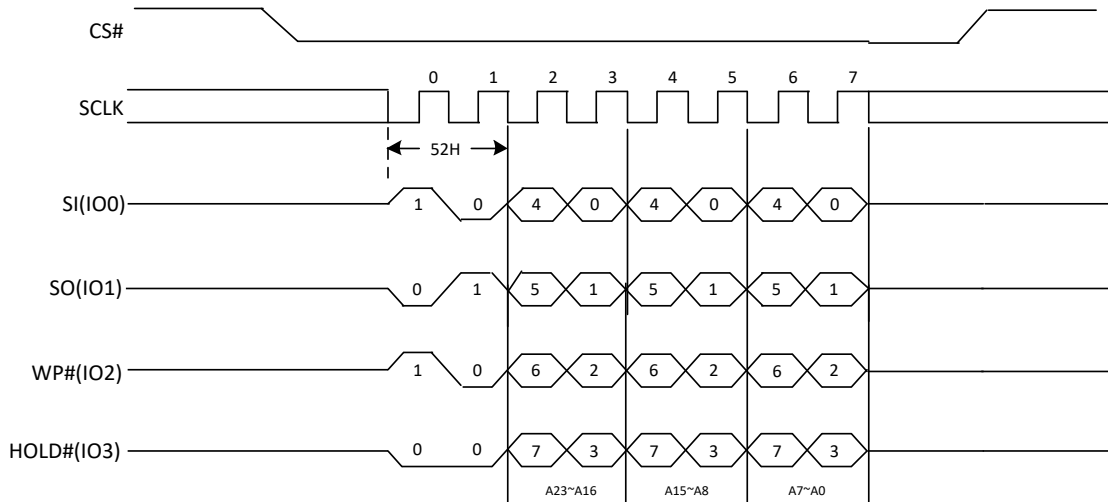 CS#
0 1 2 3 4 5 6 7
SCLK
52H
SI(IO0) 1 0 4 0 4 0 4 0
SO(IO1) 0 1 5 1 5 1 5 1
WP#(IO2) 1 0 6 2 6 2 6 2
HOLD#(IO3) 0 0 7 3 7 3 7 3
A23~A16 A15~A8 A7~A0